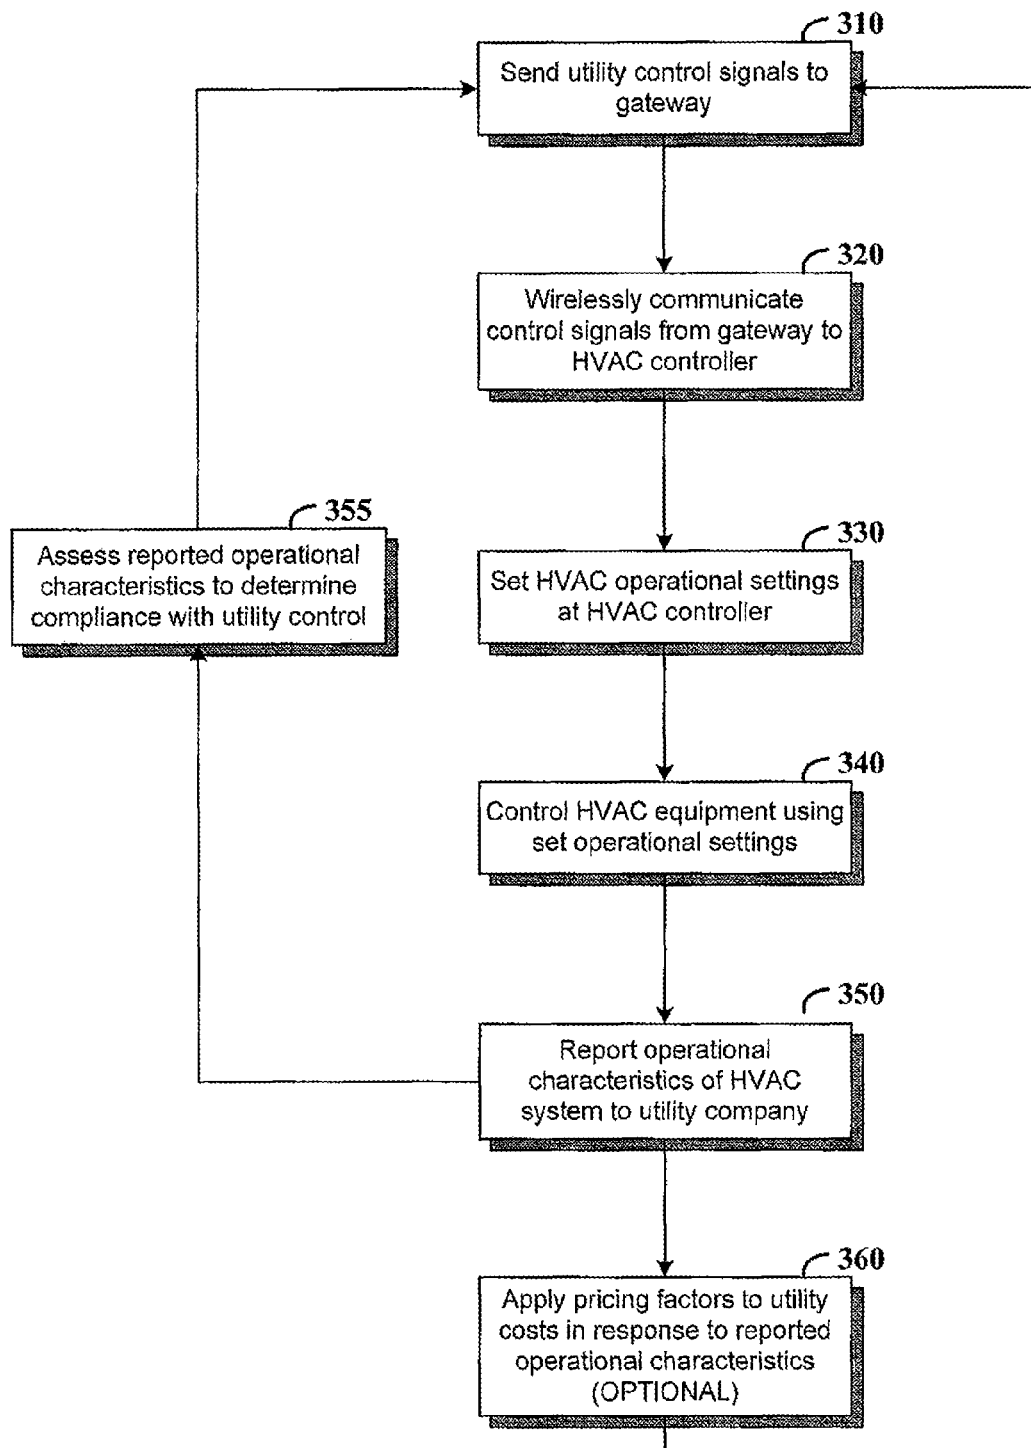 310
Send utility control signals to
gateway
320
Wirelessly communicate
control signals from gateway to
HVAC controller
355
Assess reported operational
characteristics to determine
compliance with utility control
330
Set HVAC operational settings
at HVAC controller
340
Control HVAC equipment using
set operational settings
350
Report operational
characteristics of HVAC
system to utility company
360
Apply pricing factors to utility
costs in response to reported
operational characteristics
(OPTIONAL)